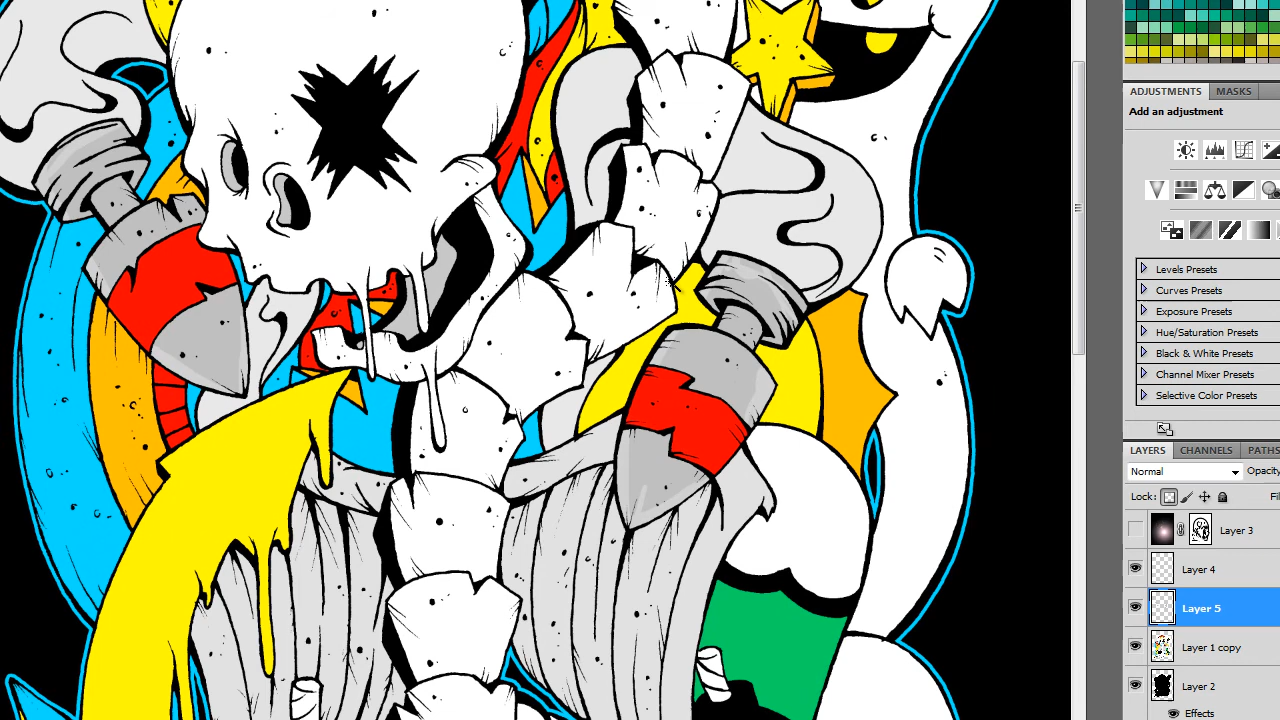 ADJUSTMENTS MASKS
Add an adjustment
Levels Presets
Curves Presets
Exposure Presets
Hue/Saturation Presets
Black & White Presets
Channel Mixer Presets
Selective Color Presets
LAYERS CHANNELS PATHS
Normal Opacity
Lock: Fil
Layer 3
Layer 4
Layer 5
Layer 1 copy
Layer 2
Effects